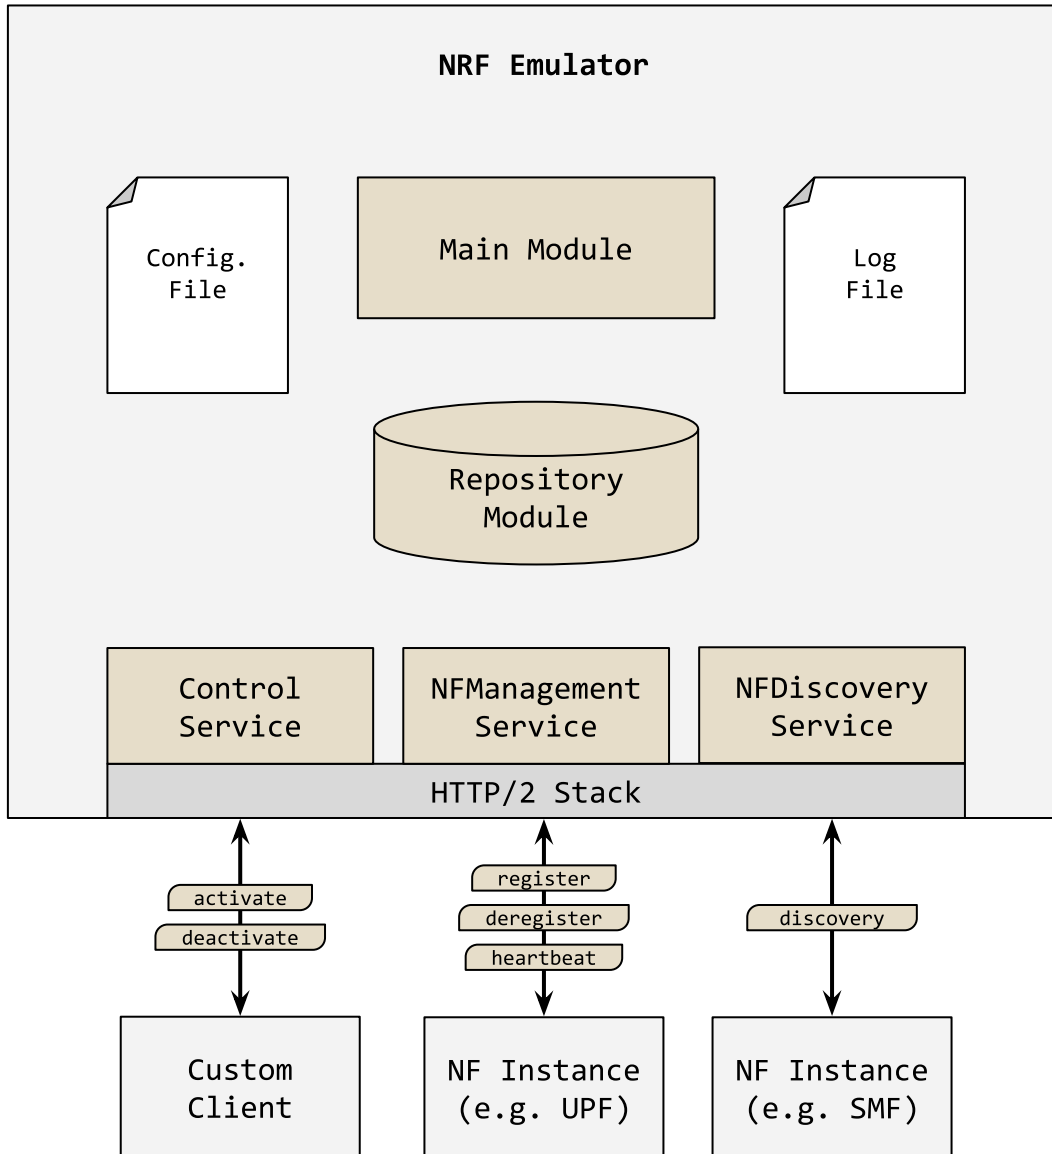 NRF Emulator
Config.
File
Main Module
Log
File
Repository
Module
Control
Service
NFManagement
Service
NFDiscovery
Service
HTTP/2 Stack
activate
deactivate
register
deregister
heartbeat
discovery
Custom
Client
NF Instance
(e.g. UPF)
NF Instance
(e.g. SMF)